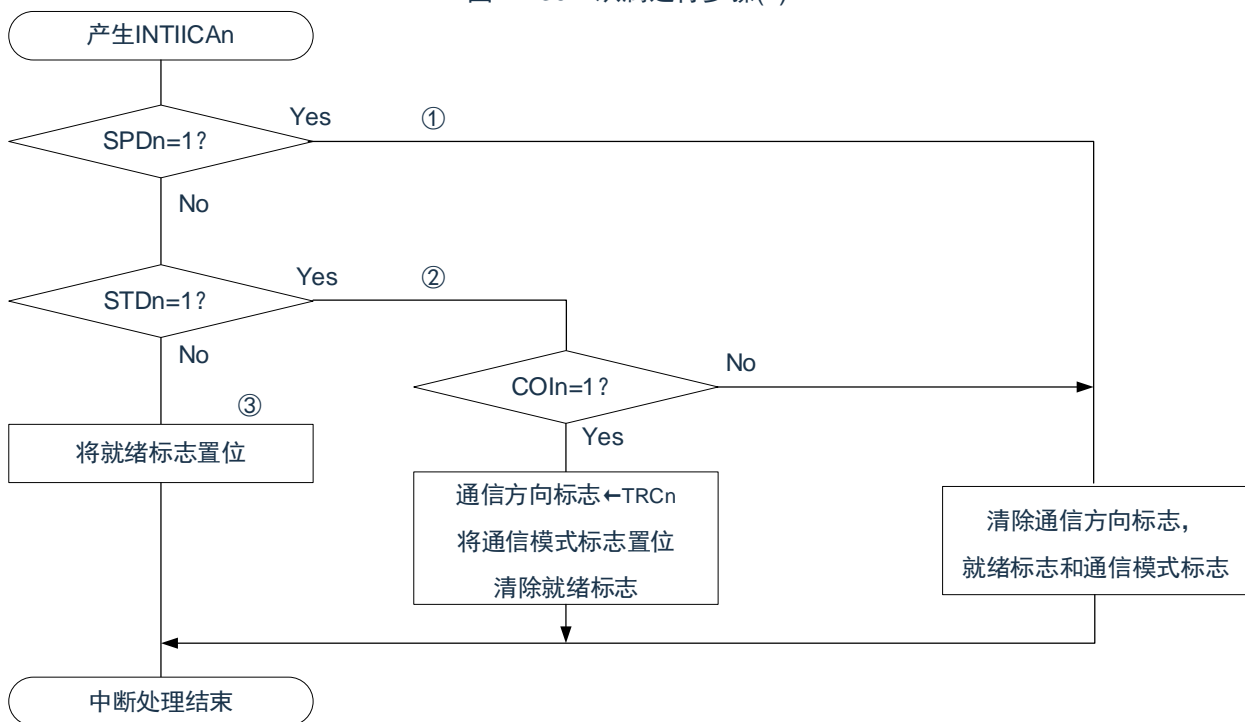 产生INTIICAn
Yes
①
SPDn=1?
No
Yes
②
STDn=1?
No
COIn=1?
No
③
Yes
将就绪标志置位
通信方向标志←TRCn
将通信模式标志置位
清除就绪标志
清除通信方向标志,
就绪标志和通信模式标志
中断处理结束